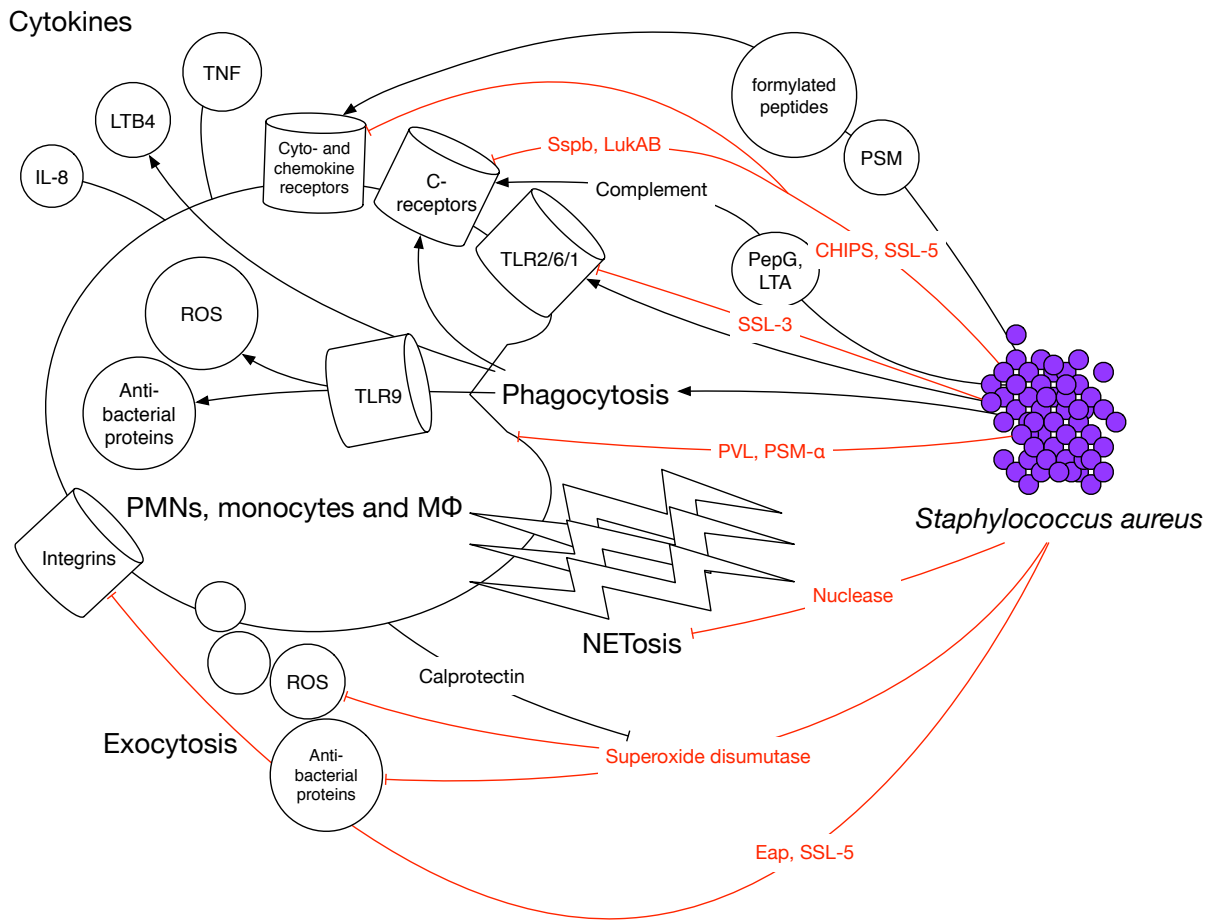 Cytokines
TNF
LTB4
IL-8
Cyto- and
chemokine
receptors
C-
receptors
TLR2/6/1
formylated
peptides
PSM
Sspb, LukAB
Complement
CHIPS, SSL-5
PepG,
LTA
SSL-3
ROS
Anti-
bacterial
proteins
TLR9
Phagocytosis
PVL, PSM-α
PMNs, monocytes and MΦ
Staphylococcus aureus
Integrins
Nuclease
NETosis
Calprotectin
ROS
Exocytosis
Anti-
bacterial
proteins
Superoxide disumutase
Eap, SSL-5